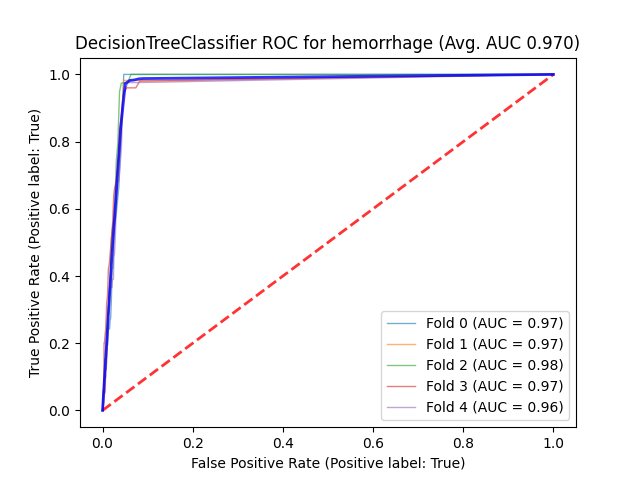 DecisionTreeClassifier ROC for hemorrhage (Avg. AUC 0.970)
True Positive Rate (Positive label: True)
1.0
0.8
0.6
0.4
0.2
0.0
Fold 0 (AUC = 0.97)
Fold 1 (AUC = 0.97)
Fold 2 (AUC = 0.98)
Fold 3 (AUC = 0.97)
Fold 4 (AUC = 0.96)
0.0 0.2 0.4 0.6 0.8 1.0
False Positive Rate (Positive label: True)